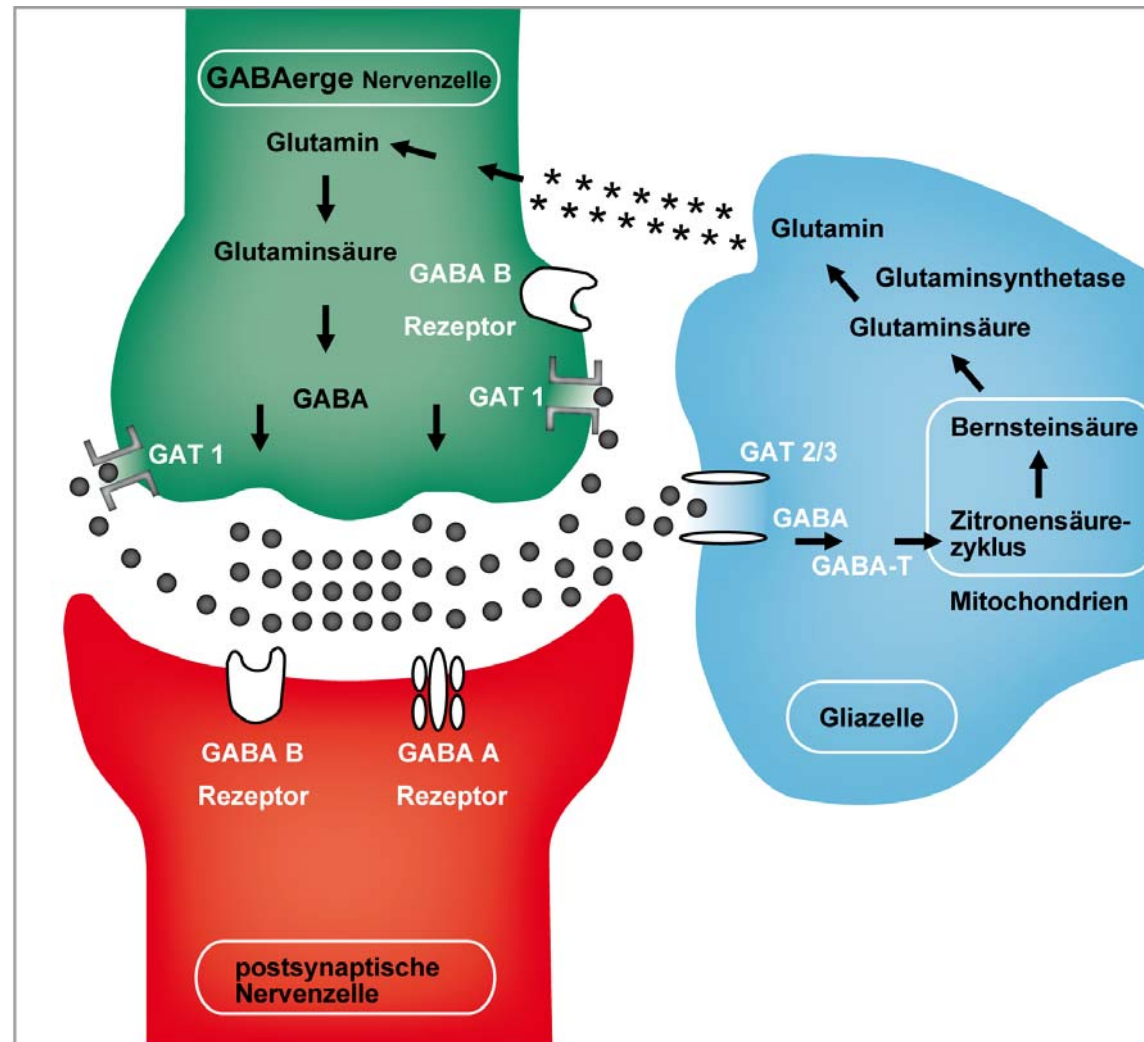 GABAerge Nervenzelle
Glutamin
Glutaminsäure
GABA B
Rezeptor
GABA
GAT 1
GAT 1
* * * * * * *
* * * * * * * *
Glutamin
Glutaminsynthetase
Glutaminsäure
Bernsteinsäure
Zitronensäure-
zyklus
Mitochondrien
GAT 2/3
GABA
GABA-T
Gliazelle
GABA B
Rezeptor
GABA A
Rezeptor
postsynaptische
Nervenzelle